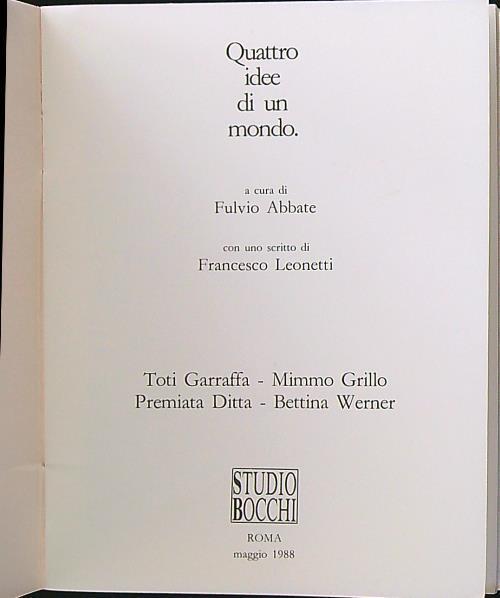 Quattro
idee
di un
mondo.
a cura di
Fulvio Abbate
con uno scritto di
Francesco Leonetti
Toti Garraffa - Mimmo Grillo
Premiata Ditta - Bettina Werner
STUDIO
BOCCHI
ROMA
maggio 1988